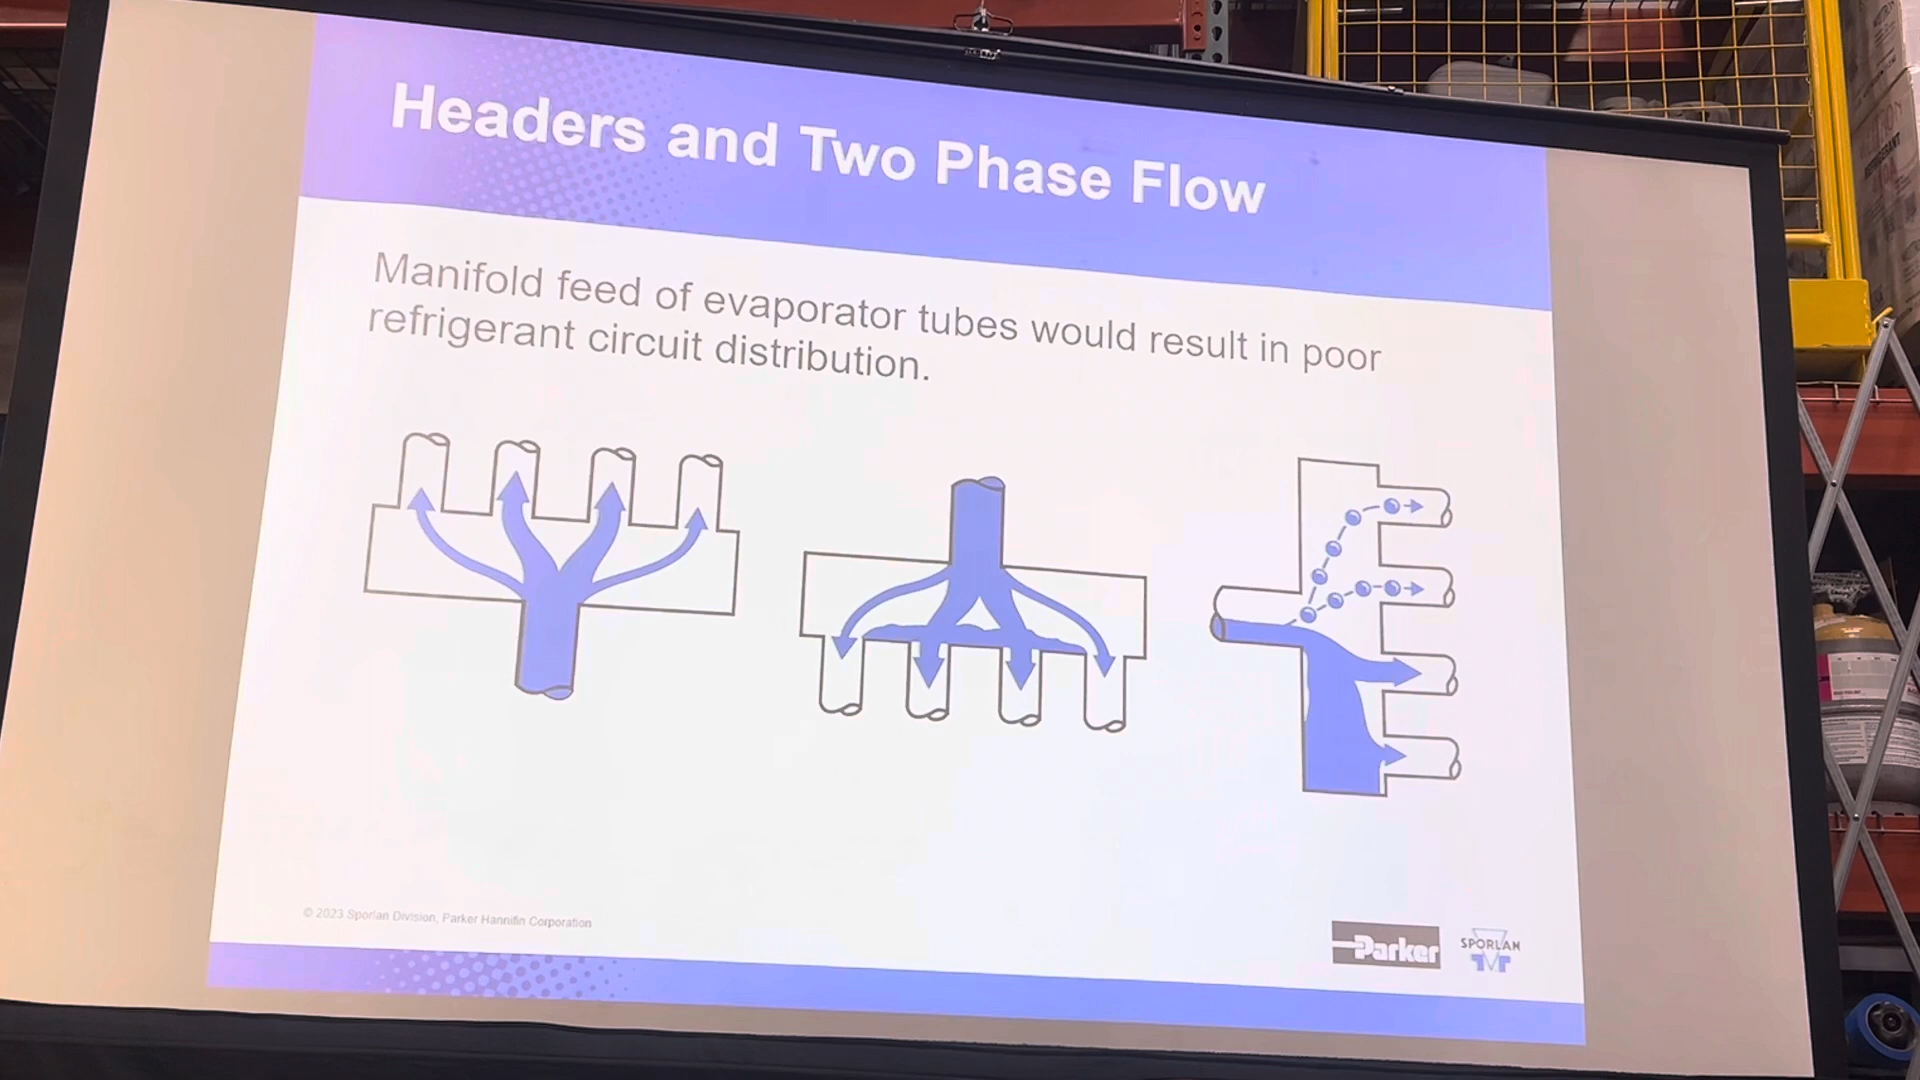 Headers and Two Phase Flow
Manifold feed of evaporator tubes would result in poor
refrigerant circuit distribution.
© 2023 Sporlan Division, Parker Hannifin Corporation
Parker
SPORLAN